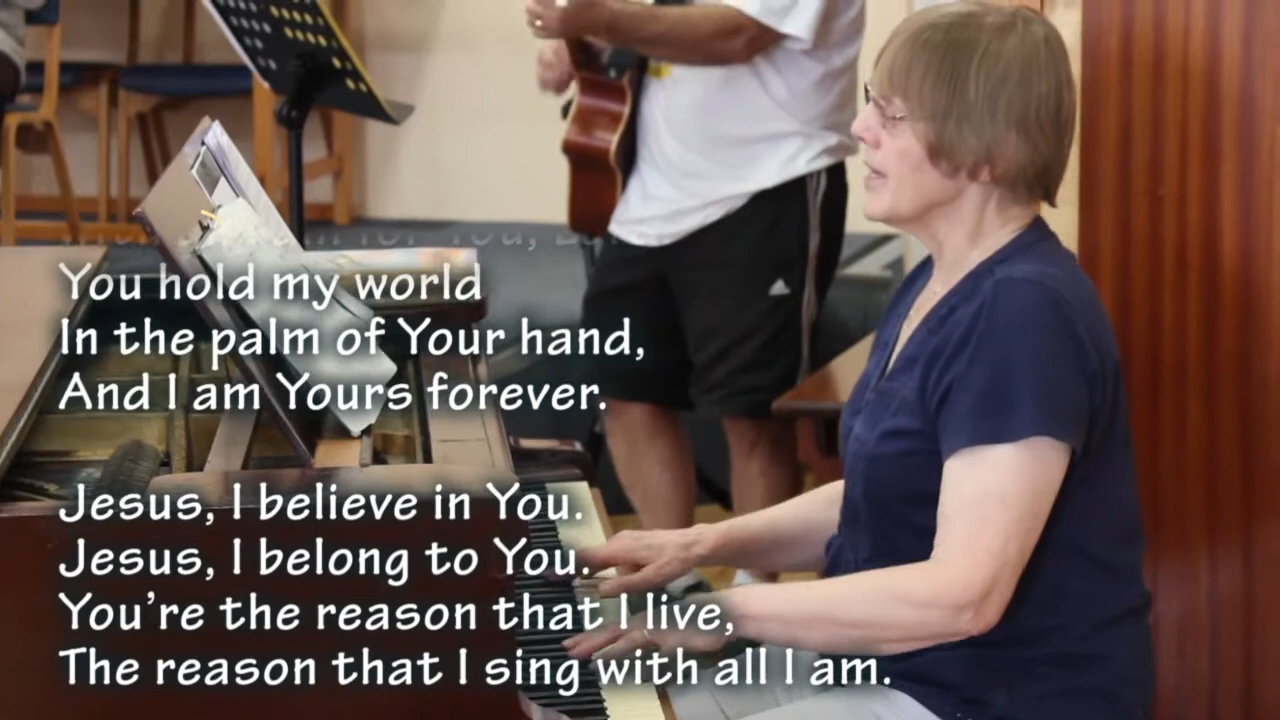 You hold my world
In the palm of Your hand,
And I am Yours forever.
Jesus, I believe in You.
Jesus, I belong to You.
You're the reason that I live,
The reason that I sing with all I am.